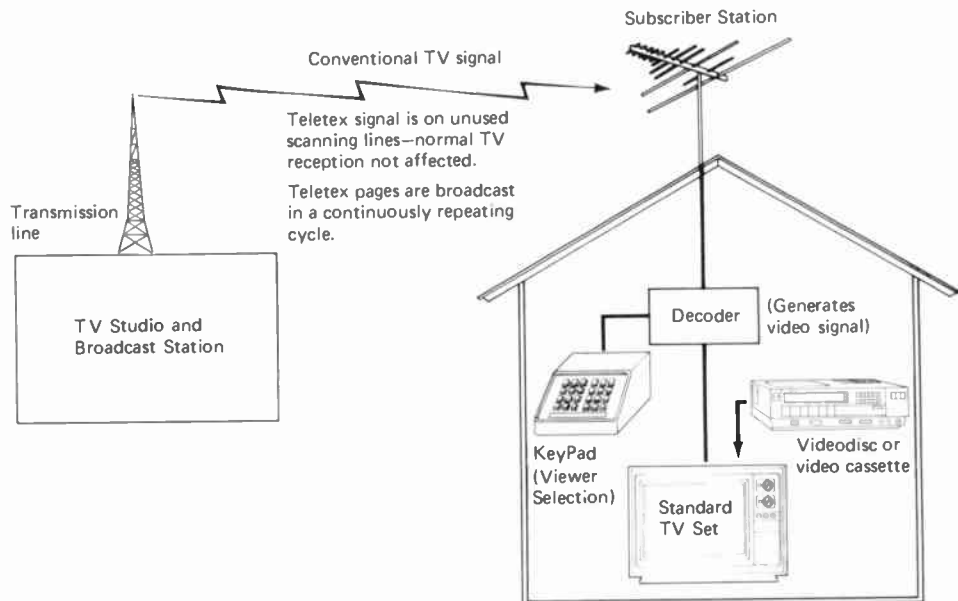 Subscriber Station
Conventional TV signal
Teletex signal is on unused
scanning lines—normal TV
reception not affected.
Teletex pages are broadcast
in a continuously repeating
cycle.
Transmission
line
TV Studio and
Broadcast Station
Decoder
(Generates
video signal)
KeyPad
(Viewer
Selection)
Videodisc or
video cassette
Standard
TV Set